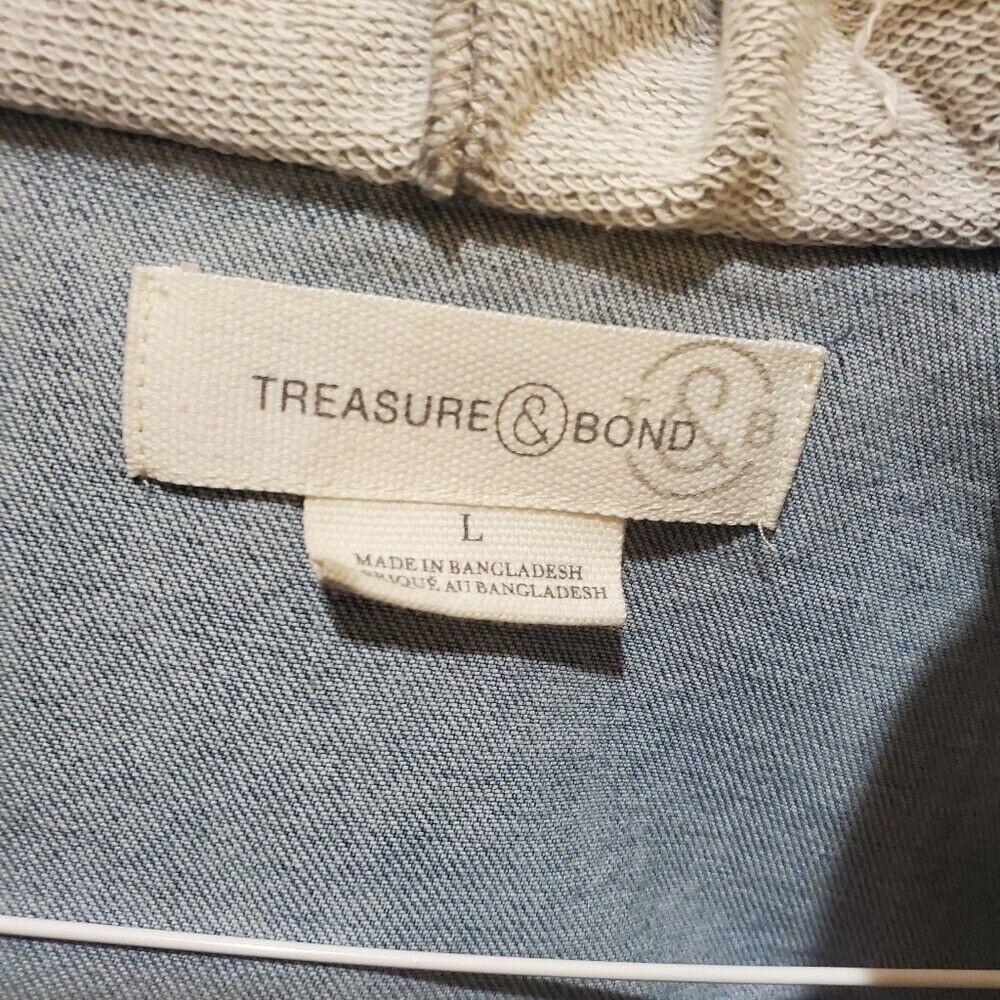 TREASURE & BOND
& B
L
MADE IN BANGLADESH
AU BANGLADESH